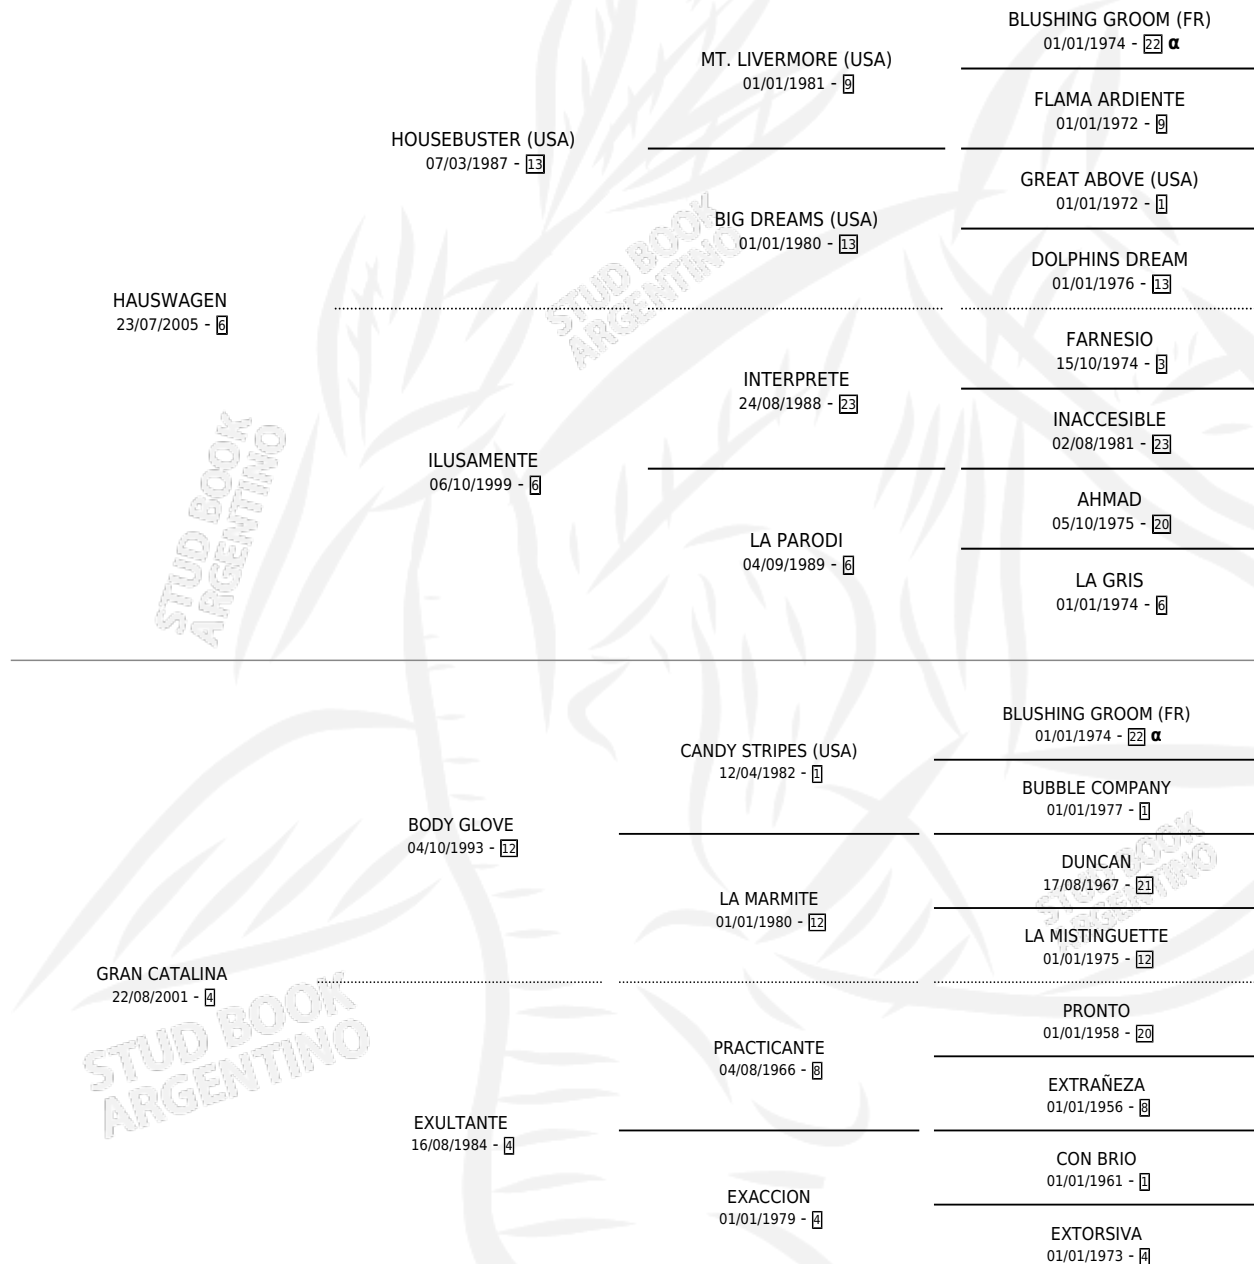 BLUSHING GROOM (FR)
01/01/1974 - 22 α
MT. LIVERMORE (USA)
01/01/1981 - 9
FLAMA ARDIENTE
01/01/1972 - 9
HOUSEBUSTER (USA)
07/03/1987 - 13
GREAT ABOVE (USA)
01/01/1972 - 1
BIG DREAMS (USA)
01/01/1980 - 13
DOLPHINS DREAM
01/01/1976 - 13
HAUSWAGEN
23/07/2005 - 6
FARNESIO
15/10/1974 - 3
INTERPRETE
24/08/1988 - 23
INACCESIBLE
02/08/1981 - 23
ILUSAMENTE
06/10/1999 - 6
AHMAD
05/10/1975 - 20
LA PARODI
04/09/1989 - 6
LA GRIS
01/01/1974 - 6
BLUSHING GROOM (FR)
01/01/1974 - 22 α
CANDY STRIPES (USA)
12/04/1982 - 1
BUBBLE COMPANY
01/01/1977 - 1
BODY GLOVE
04/10/1993 - 12
DUNCAN
17/08/1967 - 21
LA MARMITE
01/01/1980 - 12
LA MISTINGUETTE
01/01/1975 - 12
GRAN CATALINA
22/08/2001 - 4
PRONTO
01/01/1958 - 20
PRACTICANTE
04/08/1966 - 8
EXTRAÑEZA
01/01/1956 - 8
EXULTANTE
16/08/1984 - 4
CON BRIO
01/01/1961 - 1
EXACCION
01/01/1979 - 4
EXTORSIVA
01/01/1973 - 4
STUD BOOK
ARGENTINO
STUD BOOK
ARGENTINO
STUD BOOK
ARGENTINO
STUD BOOK
ARGENTINO